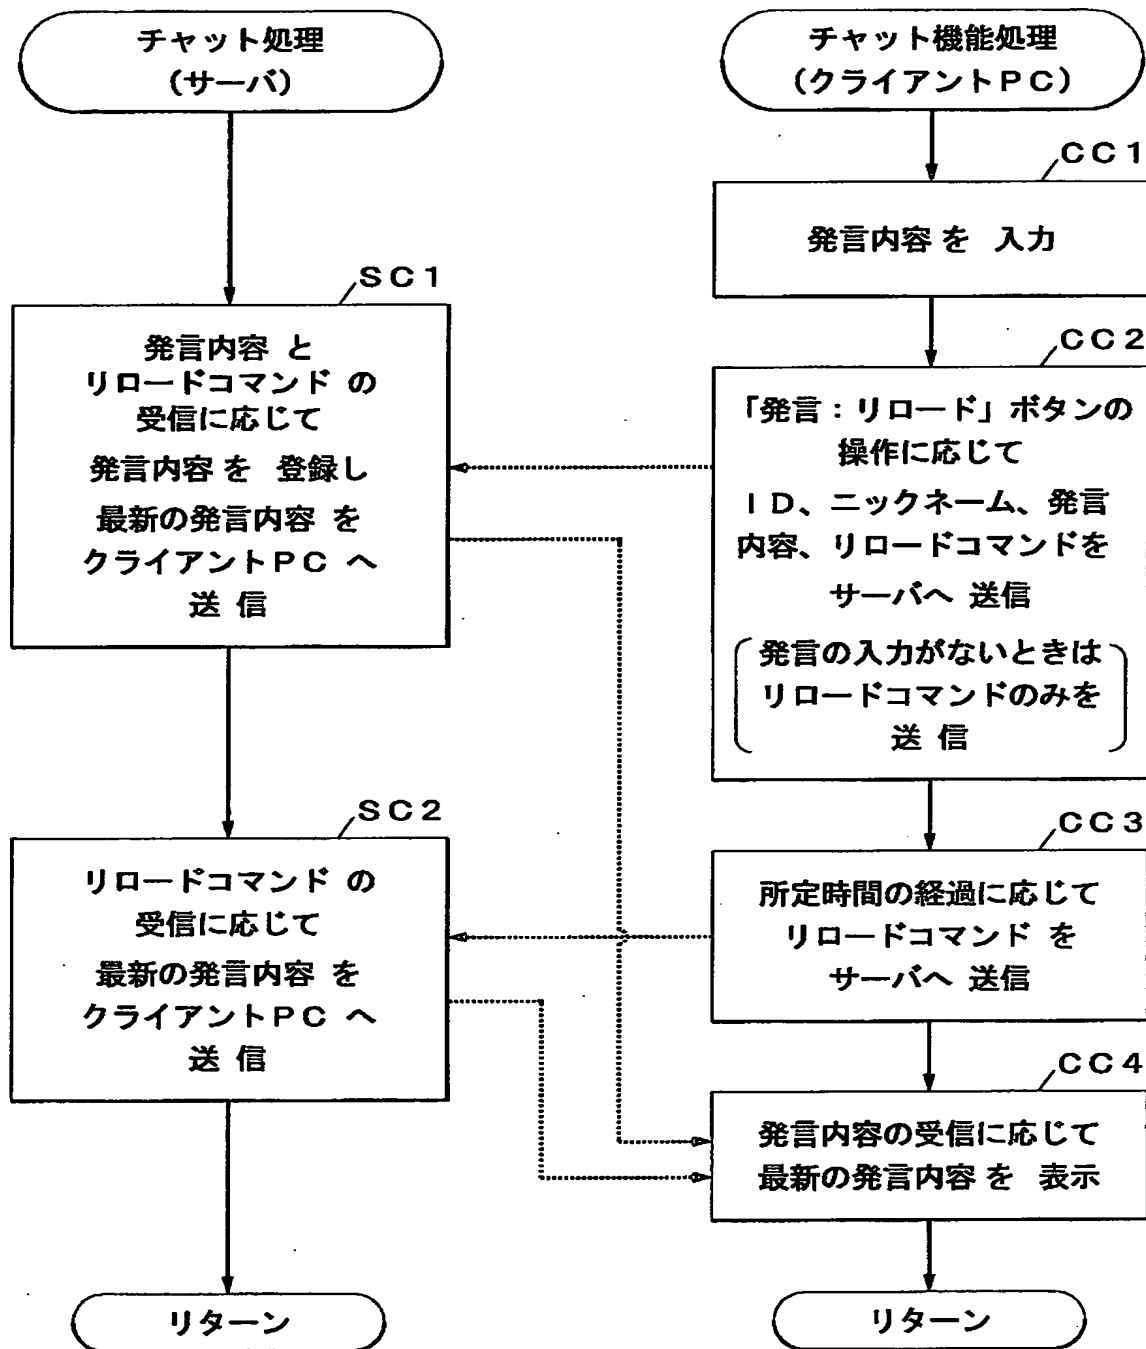 チャット処理
(サーバ)
SC1
発言内容 と
リロードコマンド の
受信に応じて
発言内容 を 登録し
最新の発言内容 を
クライアントPC へ
送 信
SC2
リロードコマンド の
受信に応じて
最新の発言内容 を
クライアントPC へ
送 信
リターン
チャット機能処理
(クライアントPC)
CC1
発言内容 を 入力
CC2
「発言:リロード」ボタンの
操作に応じて
ID、ニックネーム、発言
内容、リロードコマンドを
サーバへ 送信
発言の入力がないときは
リロードコマンドのみを
送 信
CC3
所定時間の経過に応じて
リロードコマンド を
サーバへ 送信
CC4
発言内容の受信に応じて
最新の発言内容 を 表示
リターン